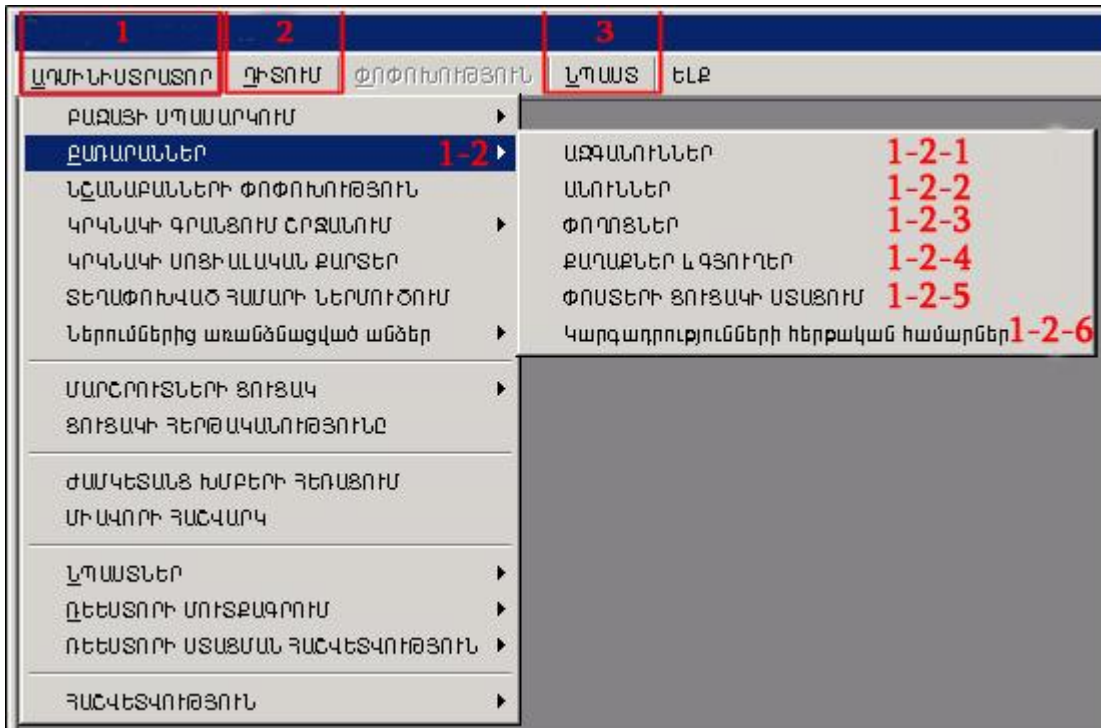 1 2 3
ԱԴՄԻՆԻՍՏՐԱՏՈՐ ԴԻՏՈՒՄ ՓՈՓՈԽՈՒԹՅՈՒՆ ՆՊԱՍՏ ԵԼՔ
ԲԱԶԱՅԻ ՍՊԱՍԱՐԿՈՒՄ
ԲԱՌԱՐԱՆՆԵՐ 1-2
ՆՇԱՆԱԲԱՆՆԵՐԻ ՓՈՓՈԽՈՒԹՅՈՒՆ
ԿՐԿՆԱԿԻ ԳՐԱՆՑՈՒՄ ՇՐՋԱՆՈՒՄ
ԿՐԿՆԱԿԻ ՍՈՑԻԱԼԱԿԱՆ ՔԱՐՏԵՐ
ՏԵՂԱՓՈԽՎԱԾ ՀԱՄԱՐԻ ՆԵՐՄՈՒԾՈՒՄ
Ներումներից առանձնացված անձեր
ՄԱՐՇՐՈՒՏՆԵՐԻ ՑՈՒՑԱԿ
ՑՈՒՑԱԿԻ ՀԵՐԹԱԿԱՆՈՒԹՅՈՒՆԸ
ԺԱՄԿԵՏԱՆՑ ԽՄԲԵՐԻ ՀԵՌԱՑՈՒՄ
ՄԻԱՎՈՐԻ ՀԱՇՎԱՐԿ
ՆՊԱՍՏՆԵՐ
ՌԵԵՍՏՈՐԻ ՄՈՒՏՔԱԳՐՈՒՄ
ՌԵԵՍՏՈՐԻ ՍՏԱՑՄԱՆ ՀԱՇՎԵՏՎՈՒԹՅՈՒՆ
ՀԱՇՎԵՏՎՈՒԹՅՈՒՆ
ԱԶԳԱՆՈՒՆՆԵՐ 1-2-1
ԱՆՈՒՆՆԵՐ 1-2-2
ՓՈՂՈՑՆԵՐ 1-2-3
ՔԱՂԱՔՆԵՐ և ԳՅՈՒՂԵՐ 1-2-4
ՓՈՍՏԵՐԻ ՑՈՒՑԱԿԻ ՍՏԱՑՈՒՄ 1-2-5
Կարգադրությունների հերթական համարներ 1-2-6